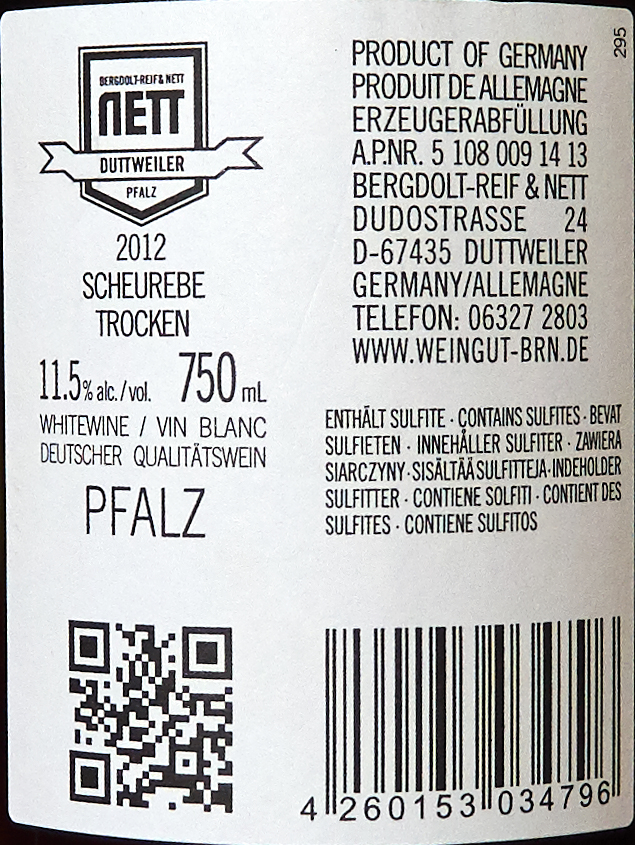 BERGDOLT-REIF & NETT
NETT
DUTTWEILER
PFALZ
2012
SCHEUREBE
TROCKEN
11.5% alc./vol. 750 mL
WHITEWINE / VIN BLANC
DEUTSCHER QUALITÄTSWEIN
PFALZ
295
PRODUCT OF GERMANY
PRODUIT DE ALLEMAGNE
ERZEUGERABFÜLLUNG
A.P.NR. 5 108 009 14 13
BERGDOLT-REIF & NETT
DUDOSTRASSE 24
D-67435 DUTTWEILER
GERMANY/ALLEMAGNE
TELEFON: 06327 2803
WWW.WEINGUT-BRN.DE
ENTHÄLT SULFITE · CONTAINS SULFITES · BEVAT
SULFIETEN · INNEHÅLLER SULFITER · ZAWIERA
SIARCZYNY · SISÄLTÄÄ SULFITTEJA · INDEHOLDER
SULFITTER · CONTIENE SOLFITI · CONTIENT DES
SULFITES · CONTIENE SULFITOS
4 260153 034796